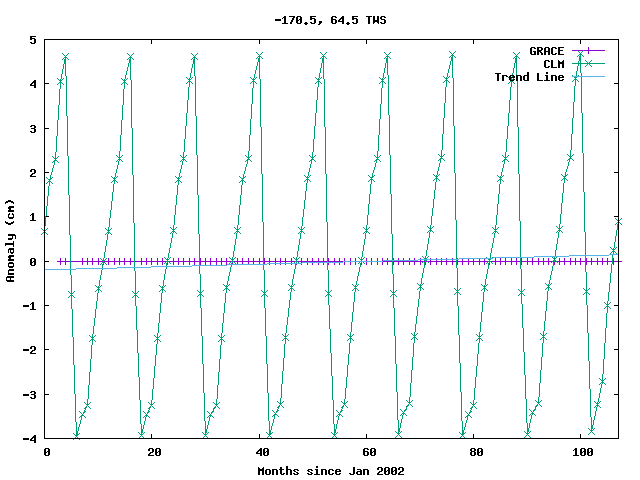 -170.5, 64.5 TWS
GRACE
CLM
Trend Line
5
4
3
2
1
0
-1
-2
-3
-4
Anomaly (cm)
0 20 40 60 80 100
Months since Jan 2002